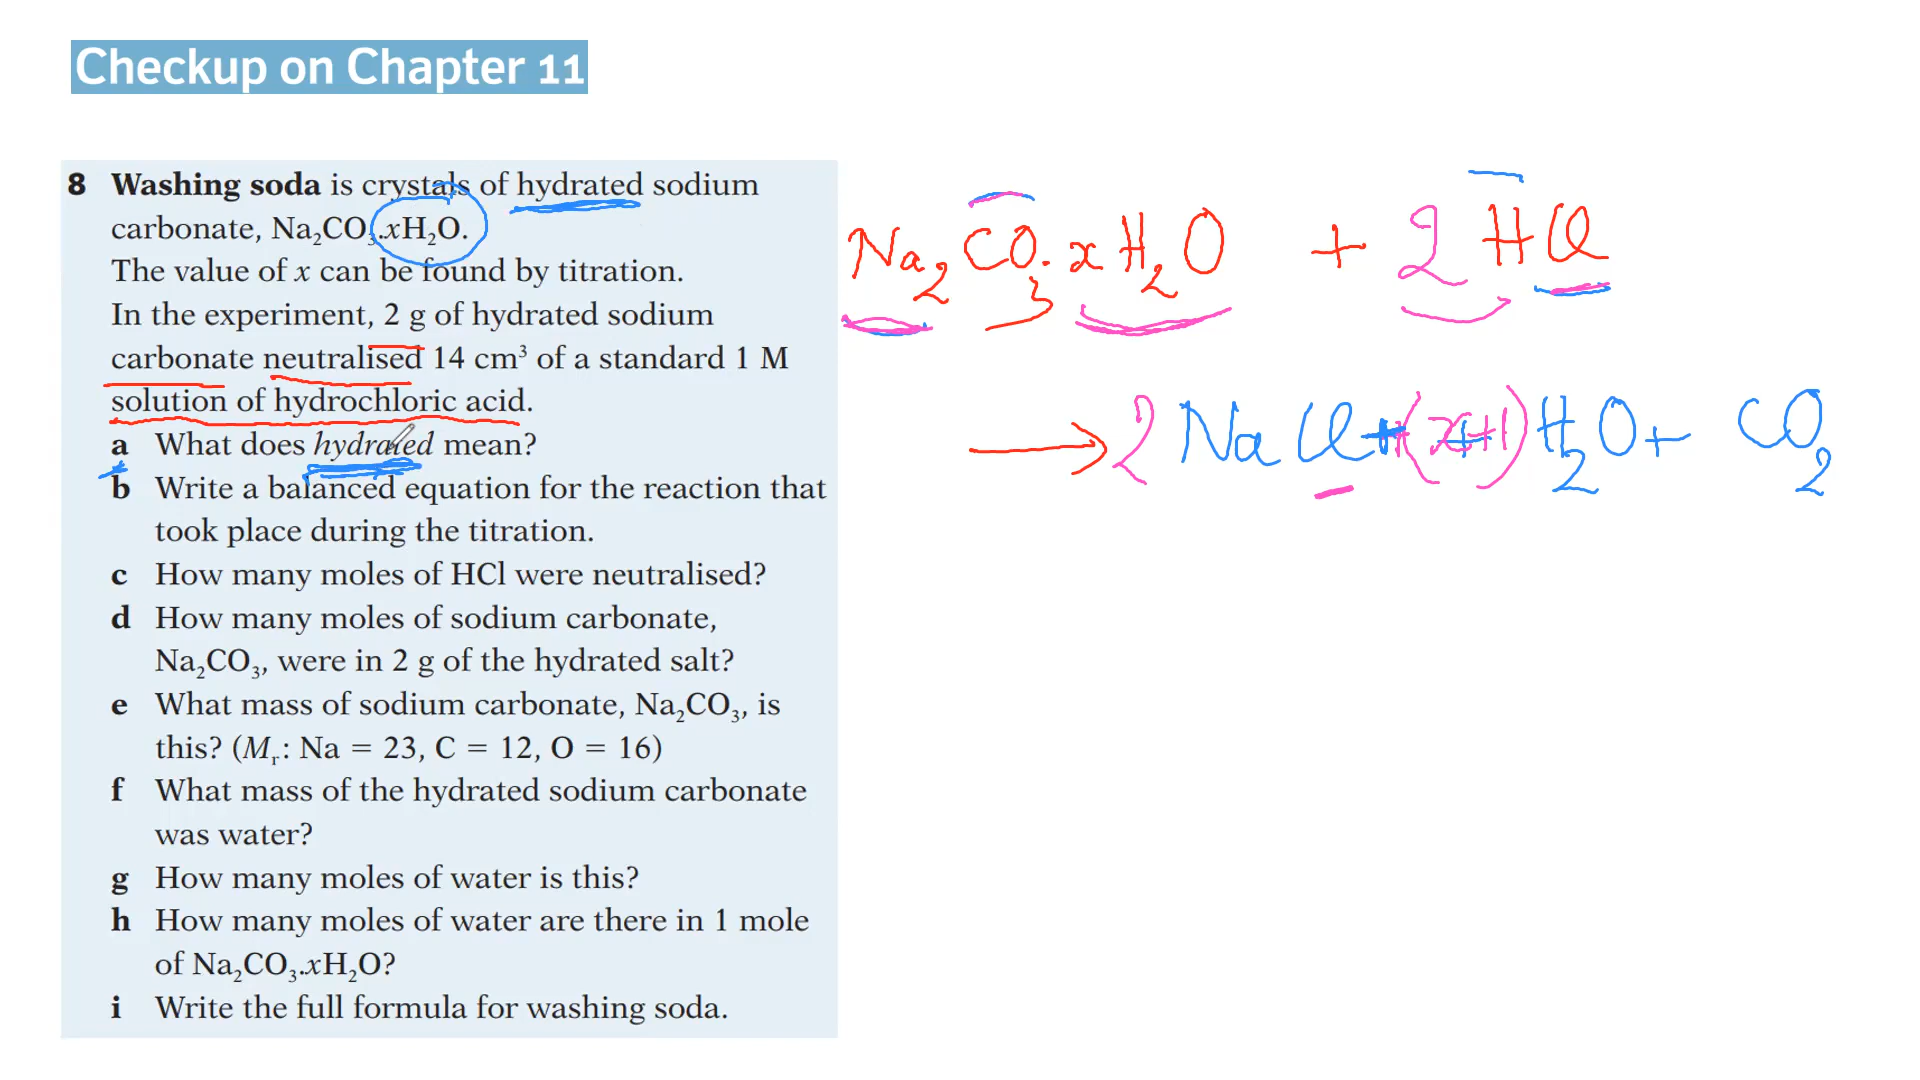 Checkup on Chapter 11
8 Washing soda is crystals of hydrated sodium
carbonate, Na₂CO₃.xH₂O.
The value of x can be found by titration.
In the experiment, 2 g of hydrated sodium
carbonate neutralised 14 cm³ of a standard 1 M
solution of hydrochloric acid.
a What does hydrated mean?
b Write a balanced equation for the reaction that
took place during the titration.
c How many moles of HCl were neutralised?
d How many moles of sodium carbonate,
Na₂CO₃, were in 2 g of the hydrated salt?
e What mass of sodium carbonate, Na₂CO₃, is
this? (Mᵣ: Na = 23, C = 12, O = 16)
f What mass of the hydrated sodium carbonate
was water?
g How many moles of water is this?
h How many moles of water are there in 1 mole
of Na₂CO₃.xH₂O?
i Write the full formula for washing soda.
Na₂CO₃.xH₂O + 2HCl
→ 2NaCl + (x+1)H₂O + CO₂